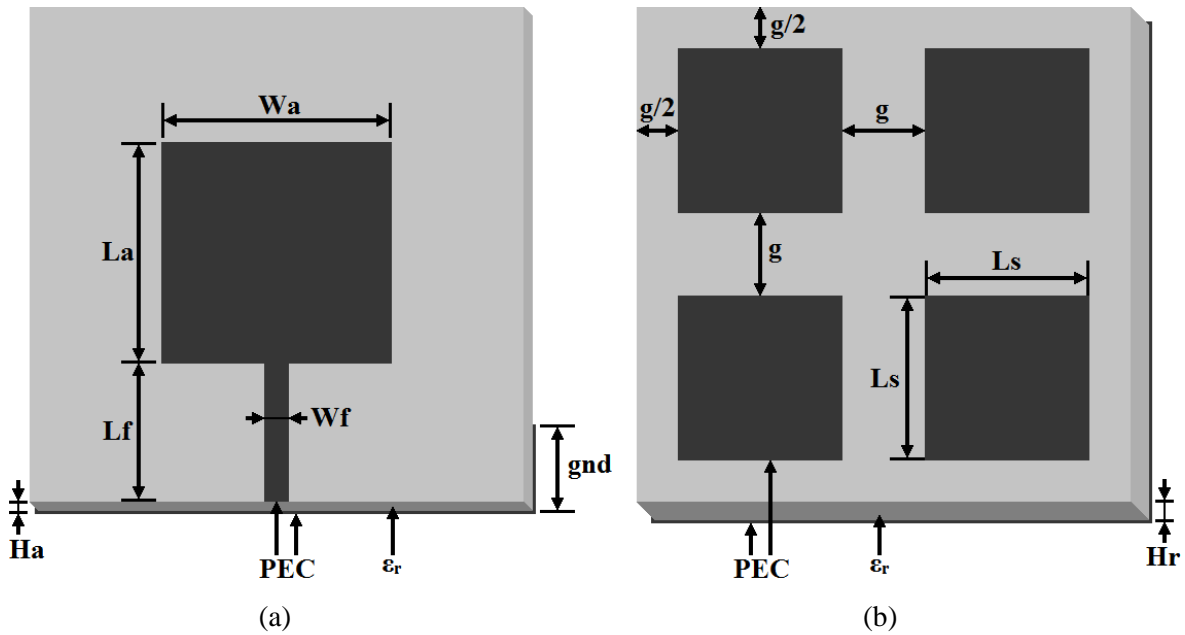 Wa
La
Lf
Wf
gnd
Ha
PEC
εr
(a)
g/2
g/2
g
g
Ls
Ls
PEC
εr
Hr
(b)